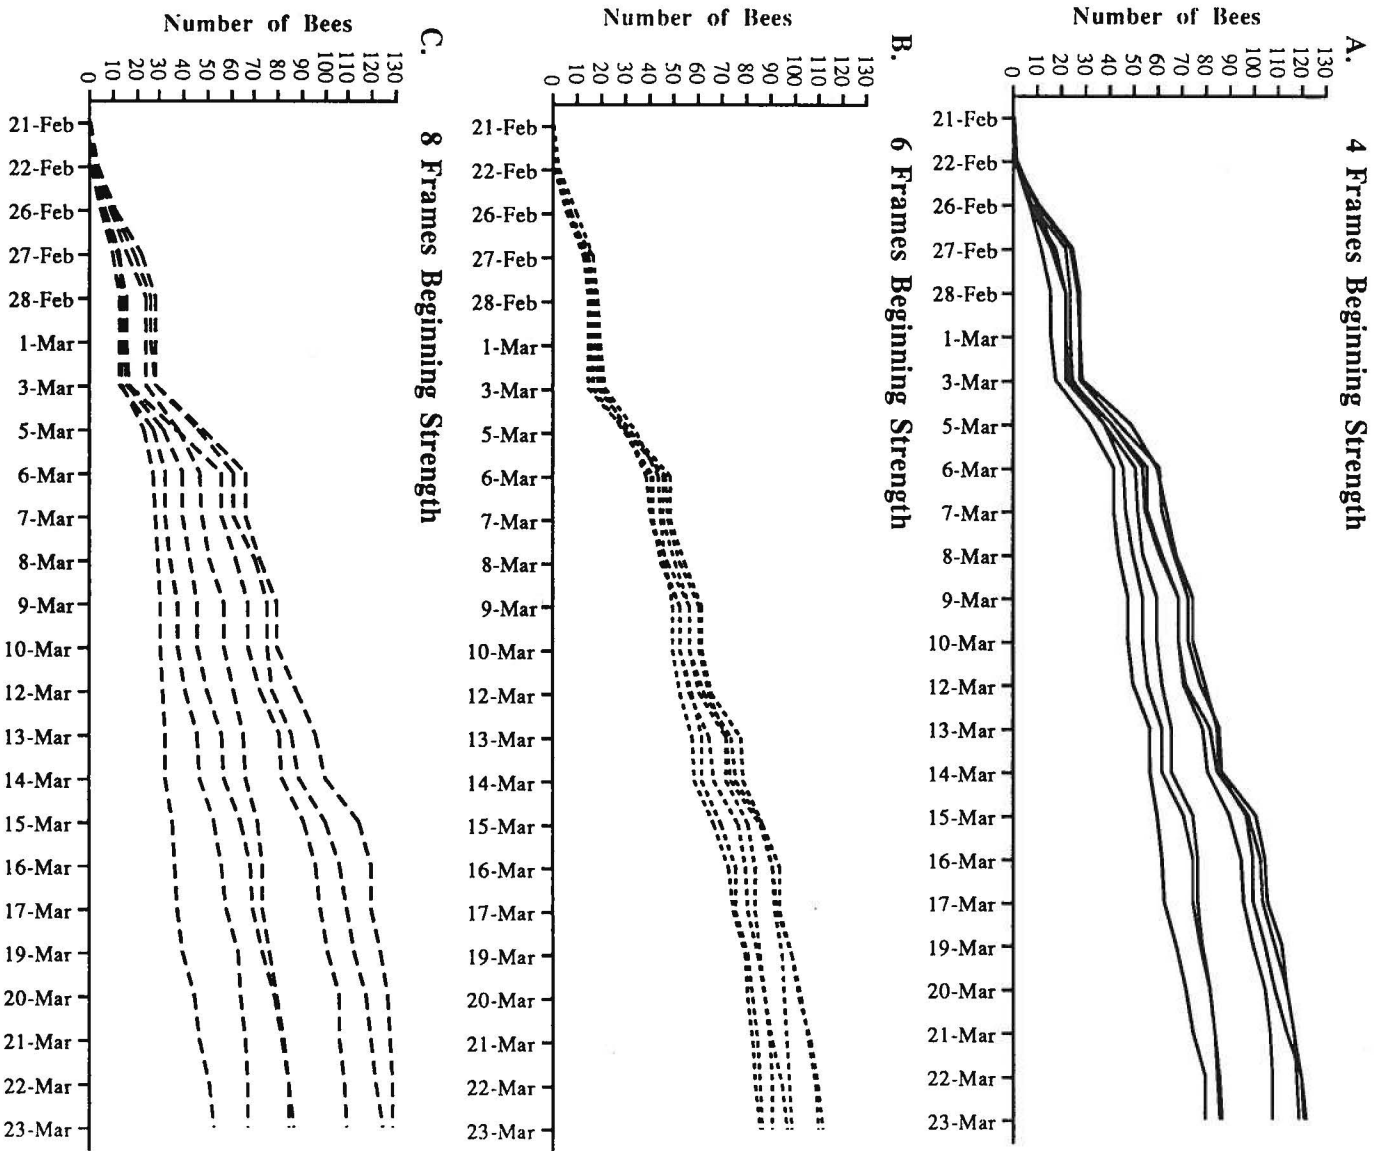 A. 4 Frames Beginning Strength
Number of Bees
130
120
110
100
90
80
70
60
50
40
30
20
10
0
21-Feb
22-Feb
26-Feb
27-Feb
28-Feb
1-Mar
3-Mar
5-Mar
6-Mar
7-Mar
8-Mar
9-Mar
10-Mar
12-Mar
13-Mar
14-Mar
15-Mar
16-Mar
17-Mar
19-Mar
20-Mar
21-Mar
22-Mar
23-Mar
B. 6 Frames Beginning Strength
Number of Bees
130
120
110
100
90
80
70
60
50
40
30
20
10
0
21-Feb
22-Feb
26-Feb
27-Feb
28-Feb
1-Mar
3-Mar
5-Mar
6-Mar
7-Mar
8-Mar
9-Mar
10-Mar
12-Mar
13-Mar
14-Mar
15-Mar
16-Mar
17-Mar
19-Mar
20-Mar
21-Mar
22-Mar
23-Mar
C. 8 Frames Beginning Strength
Number of Bees
130
120
110
100
90
80
70
60
50
40
30
20
10
0
21-Feb
22-Feb
26-Feb
27-Feb
28-Feb
1-Mar
3-Mar
5-Mar
6-Mar
7-Mar
8-Mar
9-Mar
10-Mar
12-Mar
13-Mar
14-Mar
15-Mar
16-Mar
17-Mar
19-Mar
20-Mar
21-Mar
22-Mar
23-Mar